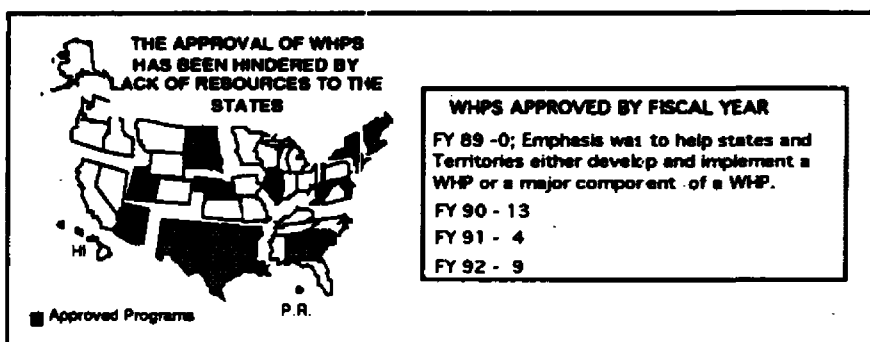 THE APPROVAL OF WHPS
HAS BEEN HINDERED BY
LACK OF RESOURCES TO THE
STATES
HI
P.R.
Approved Programs
WHPS APPROVED BY FISCAL YEAR
FY 89 -0; Emphasis was to help states and
Territories either develop and implement a
WHP or a major component of a WHP.
FY 90 - 13
FY 91 - 4
FY 92 - 9